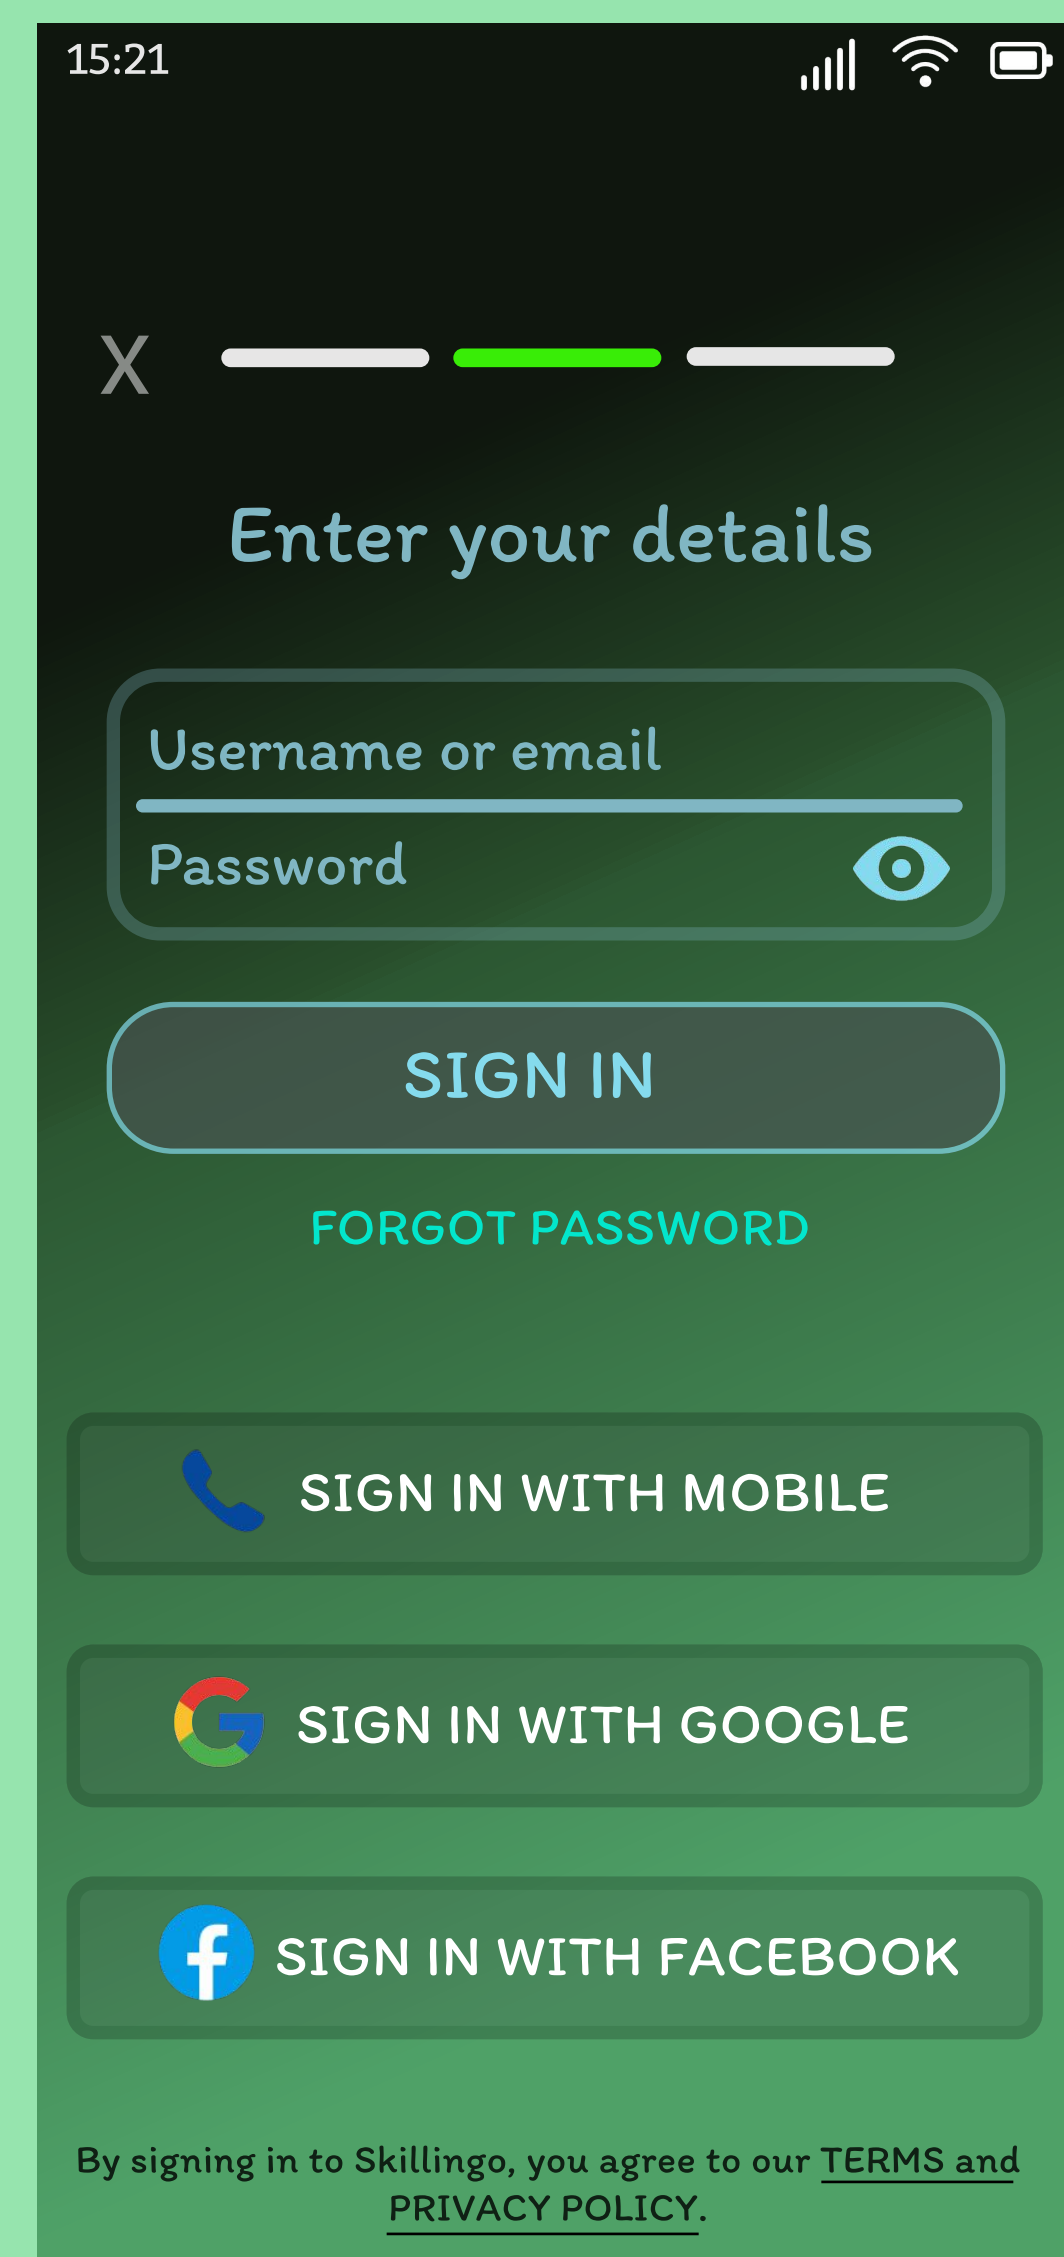 15:21
X
Enter your details
Username or email
Password
SIGN IN
FORGOT PASSWORD
SIGN IN WITH MOBILE
SIGN IN WITH GOOGLE
SIGN IN WITH FACEBOOK
By signing in to Skillingo, you agree to our TERMS and
PRIVACY POLICY.